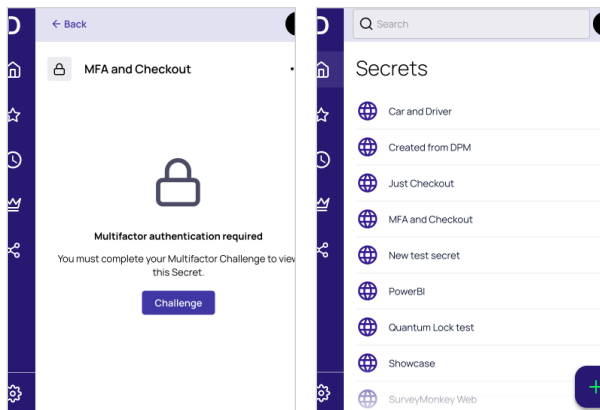 ← Back
MFA and Checkout
Multifactor authentication required
You must complete your Multifactor Challenge to view
this Secret.
Challenge
Search
Secrets
Car and Driver
Created from DPM
Just Checkout
MFA and Checkout
New test secret
PowerBI
Quantum Lock test
Showcase
SurveyMonkey Web